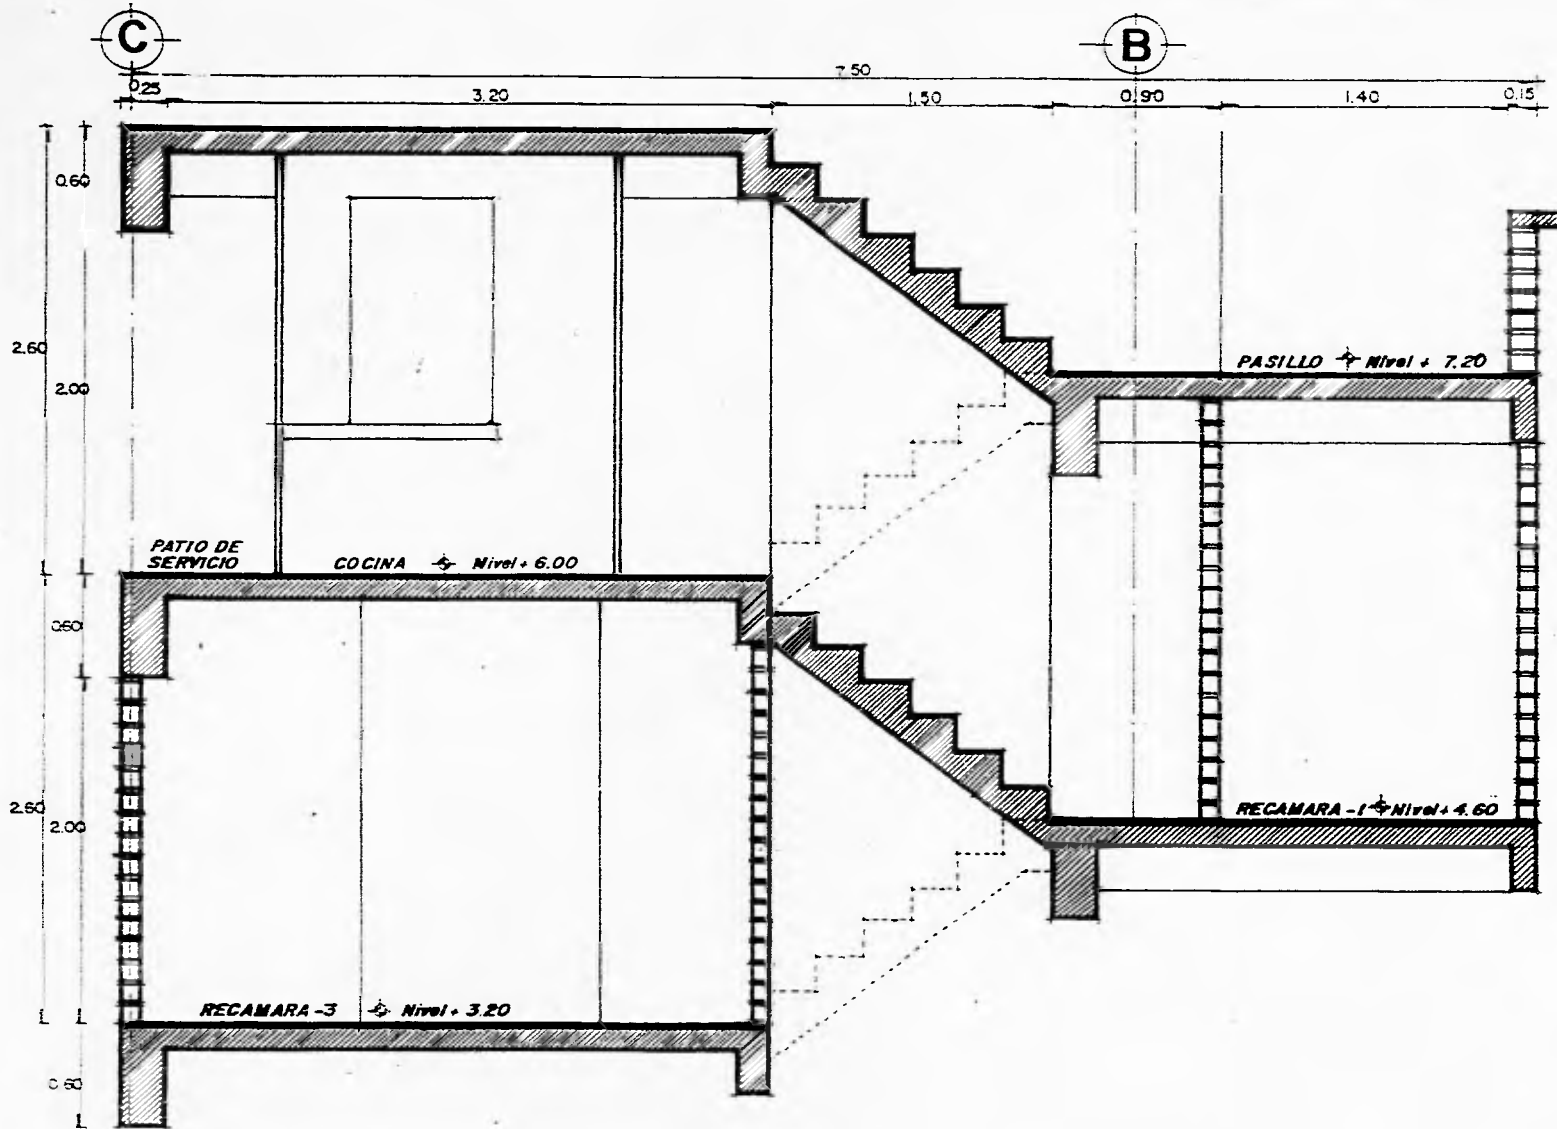 C
B
7.50
0.25
3.20
1.50
0.90
1.40
0.15
0.60
2.60
2.00
PASILLO Nivel + 7.20
PATIO DE
SERVICIO
COCINA Nivel + 6.00
0.60
2.60
2.00
RECAMARA -1 Nivel + 4.60
RECAMARA -3 Nivel + 3.20
0.60